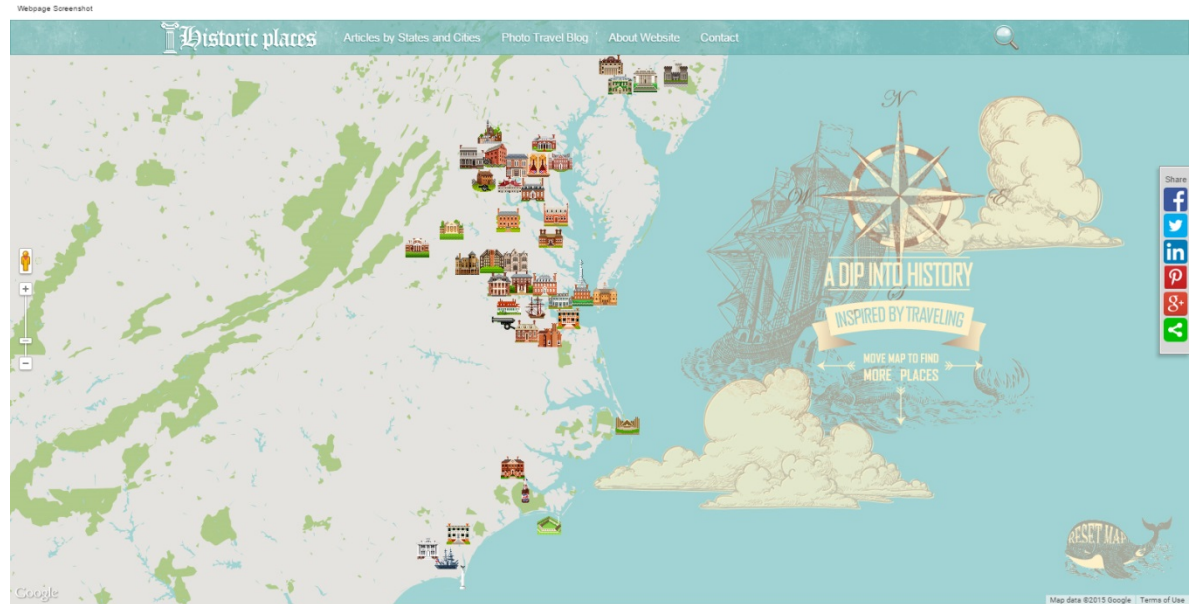 Webpage Screenshot
Historic places
Articles by States and Cities
Photo Travel Blog
About Website
Contact
N
W
E
S
Share
A DIP INTO HISTORY
INSPIRED BY TRAVELING
MOVE MAP TO FIND
MORE PLACES
RESET MAP
Google
Map data ©2015 Google
Terms of Use